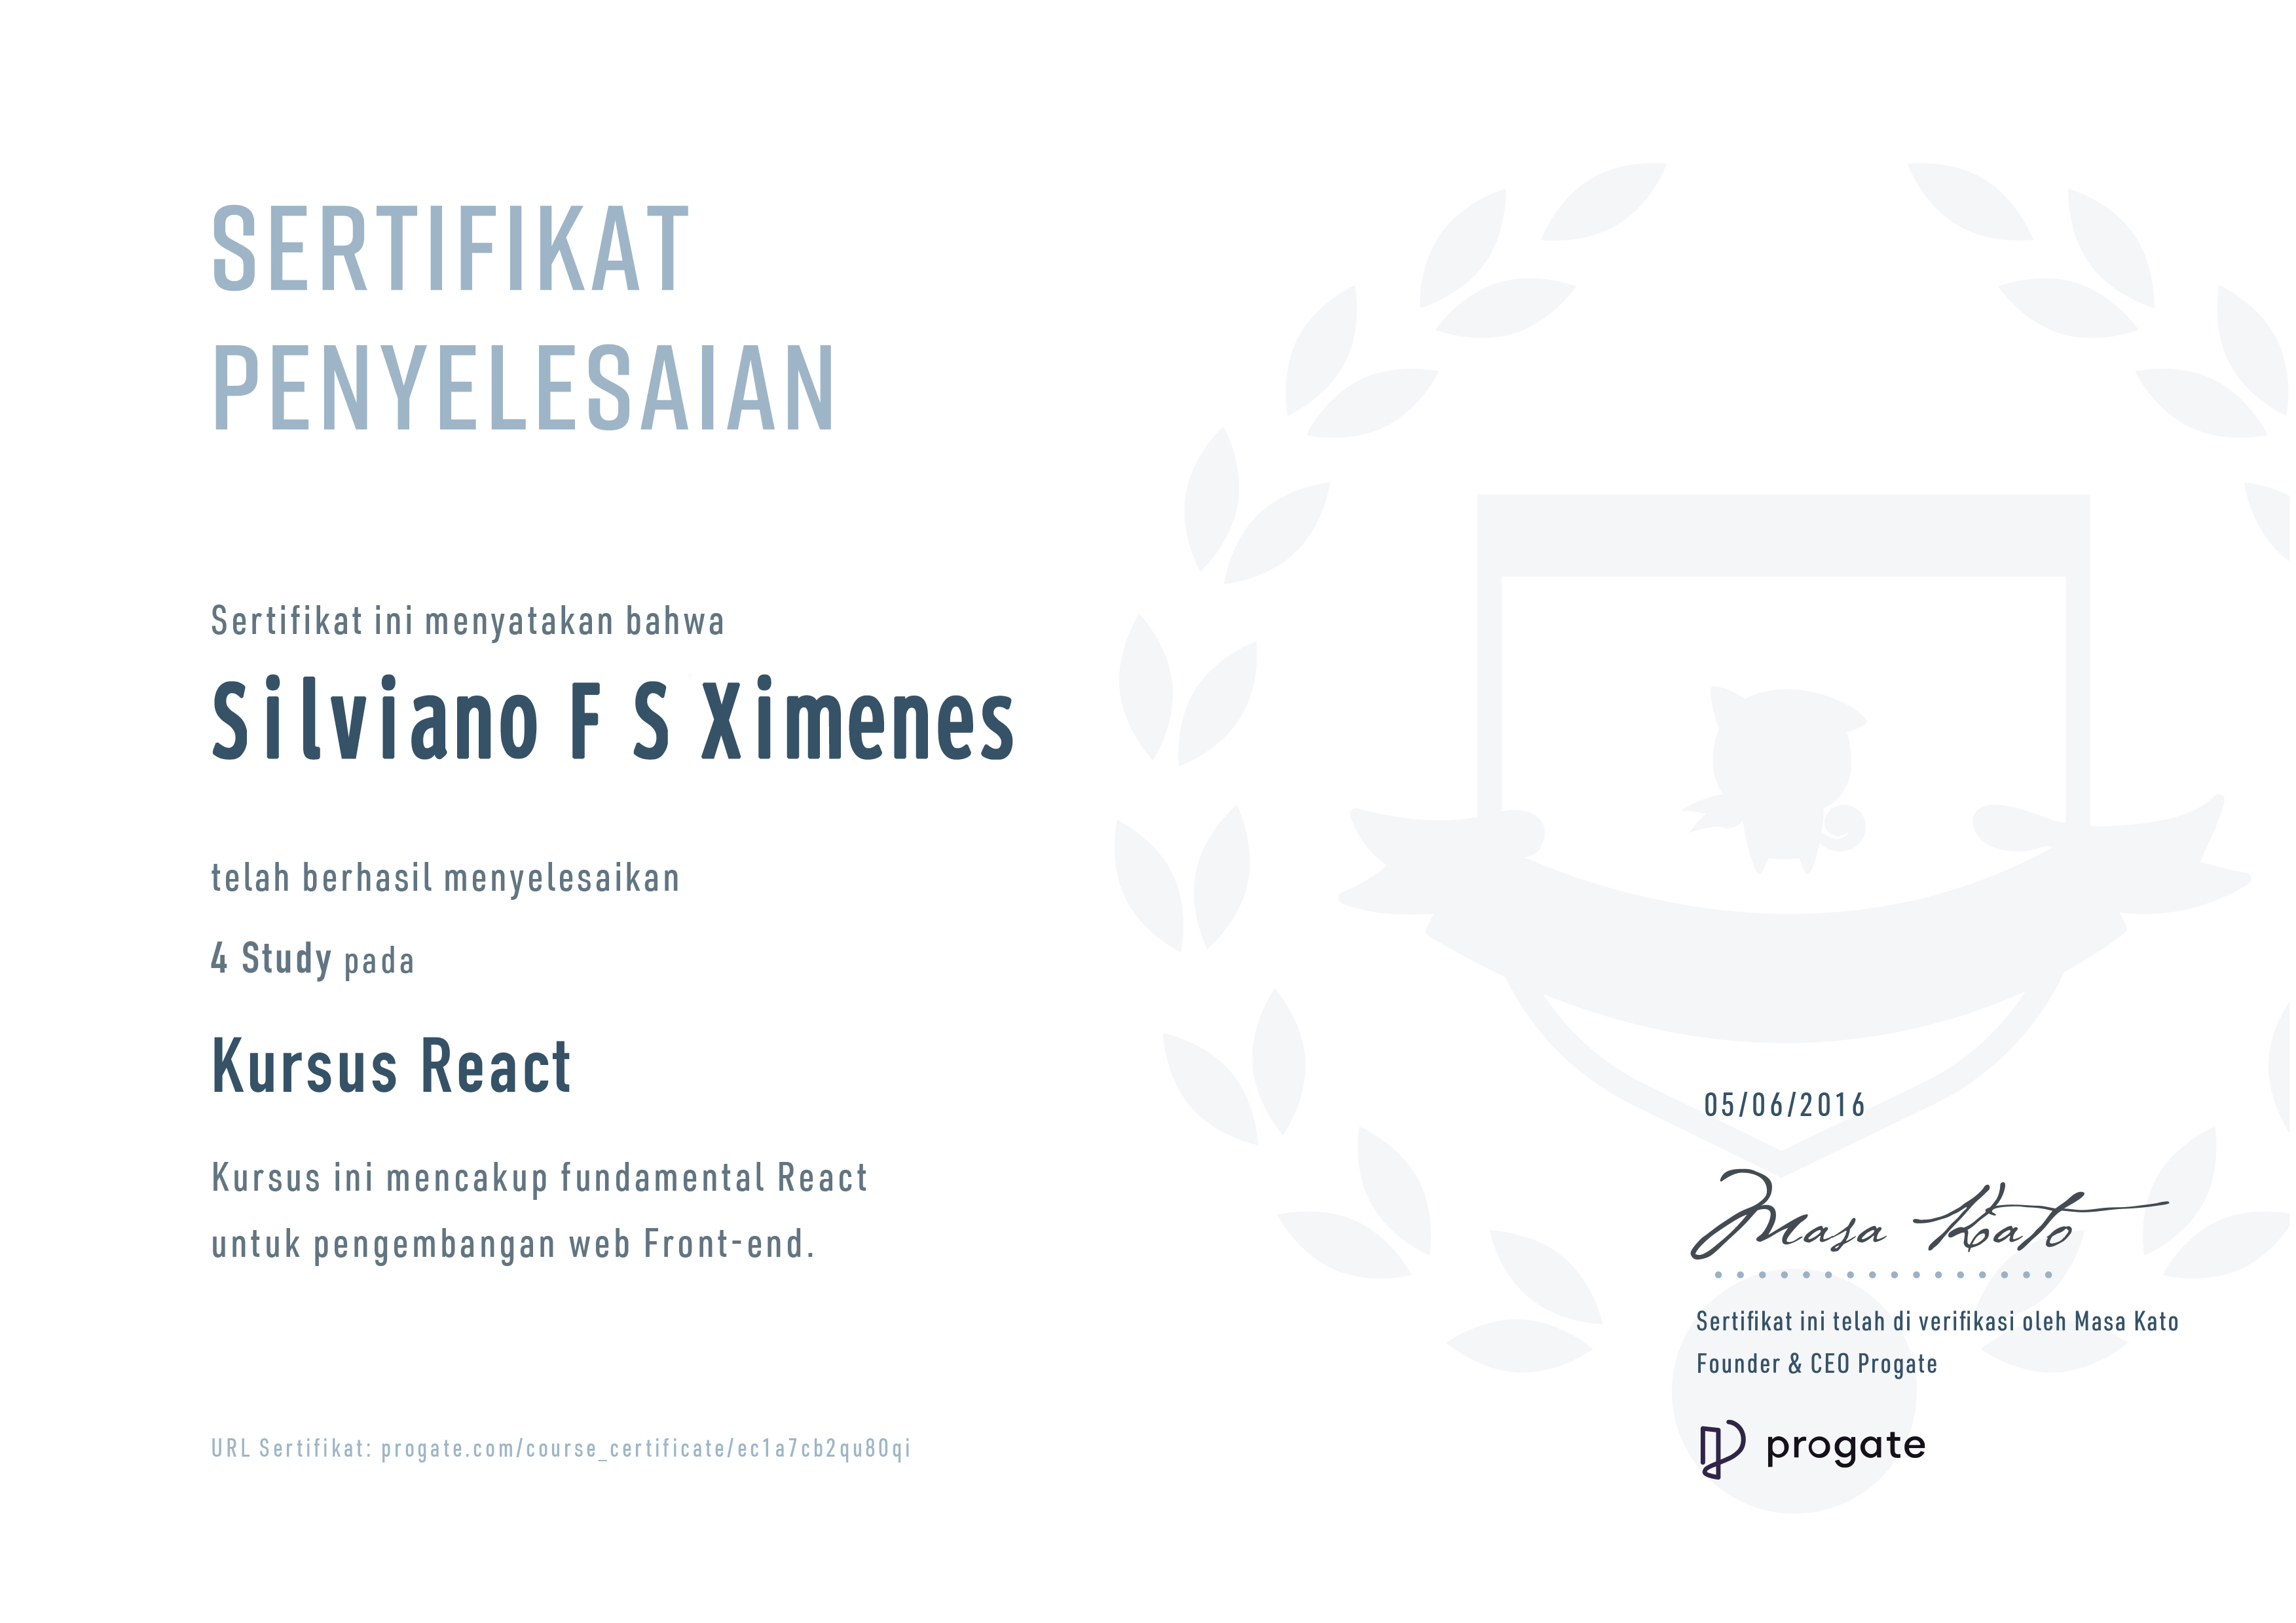 SERTIFIKAT
PENYELESAIAN
Sertifikat ini menyatakan bahwa
Silviano F S Ximenes
telah berhasil menyelesaikan
4 Study pada
Kursus React
Kursus ini mencakup fundamental React
untuk pengembangan web Front-end.
URL Sertifikat: progate.com/course_certificate/ec1a7cb2qu80qi
05/06/2016
Masa Kato
Sertifikat ini telah di verifikasi oleh Masa Kato
Founder & CEO Progate
progate